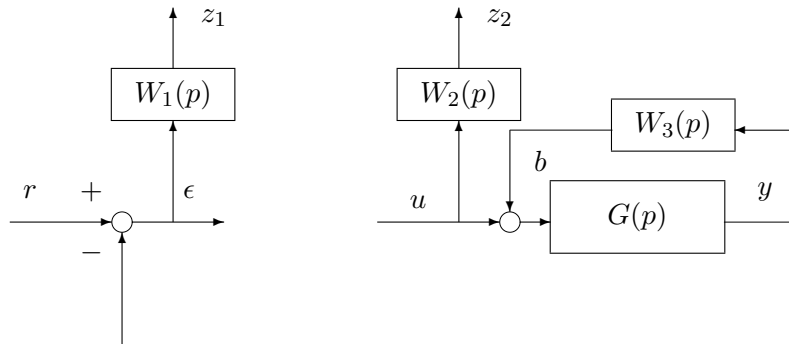 z₁
z₂
W₁(p)
W₂(p)
W₃(p)
b
r
+
ϵ
u
G(p)
y
−